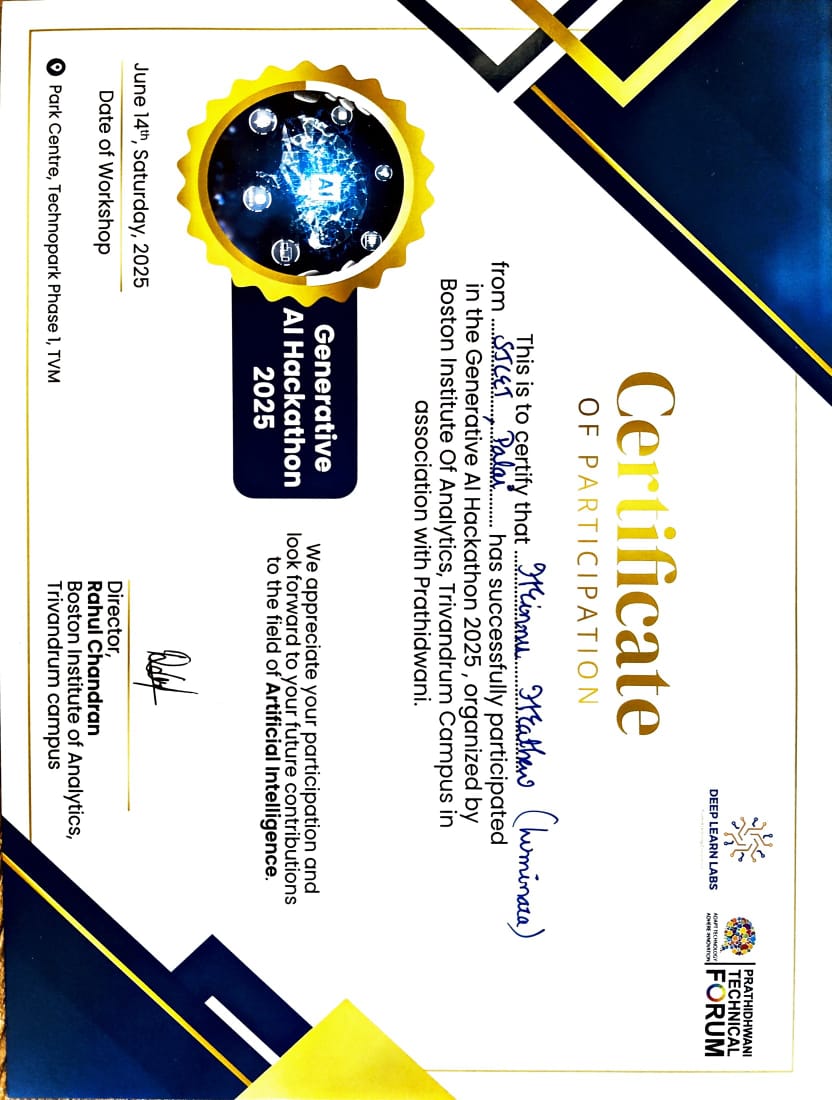 DEEP LEARN LABS
PRATHIDHWANI
TECHNICAL
FORUM
ADAPT TECHNOLOGY
ADHERE INNOVATION
Certificate
OF PARTICIPATION
This is to certify that Minnu Mathew (Luminara)
from SJCET, Palai has successfully participated
in the Generative AI Hackathon 2025 , organized by
Boston Institute Of Analytics, Trivandrum Campus in
association with Prathidwani.
AI
Generative
AI Hackathon
2025
We appreciate your participation and
look forward to your future contributions
to the field of Artificial Intelligence.
June 14th, Saturday, 2025
Date of Workshop
Park Centre, Technopark Phase 1, TVM
Director,
Rahul Chandran
Boston Institute of Analytics,
Trivandrum campus